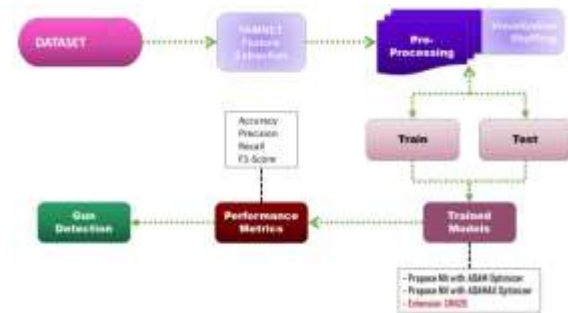 DATASET
YAMNET
Feature
Extraction
Pre-
Processing
Visualization
Shuffling
Accuracy
Precision
Recall
F1-Score
Train
Test
Gun
Detection
Performance
Metrics
Trained
Models
- Propose NN with ADAM Optimizer
- Propose NN with ADAMAX Optimizer
- Extension